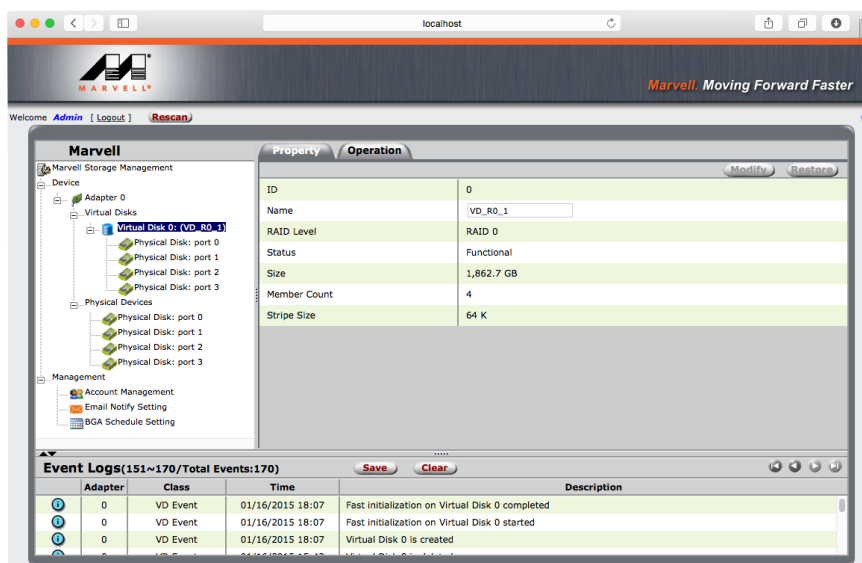 localhost
MARVELL®
Marvell. Moving Forward Faster
Welcome Admin [ Logout ] Rescan
Marvell
Property Operation
Marvell Storage Management
Modify Restore
Device
Adapter 0
Virtual Disks
Virtual Disk 0: (VD_R0_1)
Physical Disk: port 0
Physical Disk: port 1
Physical Disk: port 2
Physical Disk: port 3
Physical Devices
Physical Disk: port 0
Physical Disk: port 1
Physical Disk: port 2
Physical Disk: port 3
Management
Account Management
Email Notify Setting
BGA Schedule Setting
ID 0
Name VD_R0_1
RAID Level RAID 0
Status Functional
Size 1,862.7 GB
Member Count 4
Stripe Size 64 K
Event Logs(151~170/Total Events:170) Save Clear
Adapter Class Time Description
0 VD Event 01/16/2015 18:07 Fast initialization on Virtual Disk 0 completed
0 VD Event 01/16/2015 18:07 Fast initialization on Virtual Disk 0 started
0 VD Event 01/16/2015 18:07 Virtual Disk 0 is created